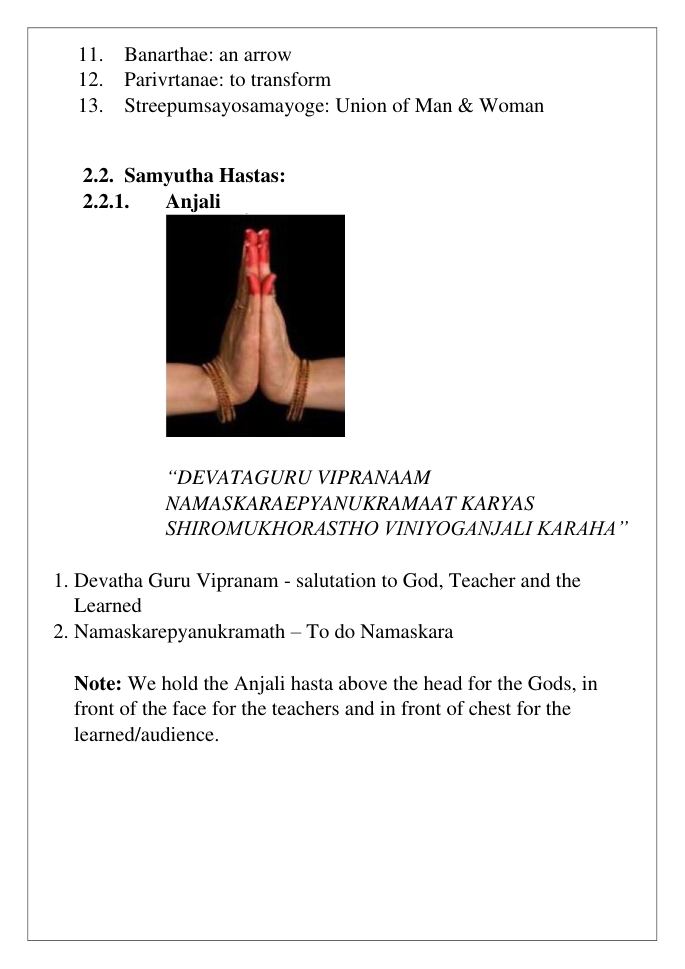 11. Banarthae: an arrow
12. Parivrtanae: to transform
13. Streepumsayosamayoge: Union of Man & Woman
2.2. Samyutha Hastas:
2.2.1. Anjali
“DEVATAGURU VIPRANAAM
NAMASKARAEPYANUKRAMAAT KARYAS
SHIROMUKHORASTHO VINIYOGANJALI KARAHA”
1. Devatha Guru Vipranam - salutation to God, Teacher and the
Learned
2. Namaskarepyanukramath – To do Namaskara
Note: We hold the Anjali hasta above the head for the Gods, in
front of the face for the teachers and in front of chest for the
learned/audience.